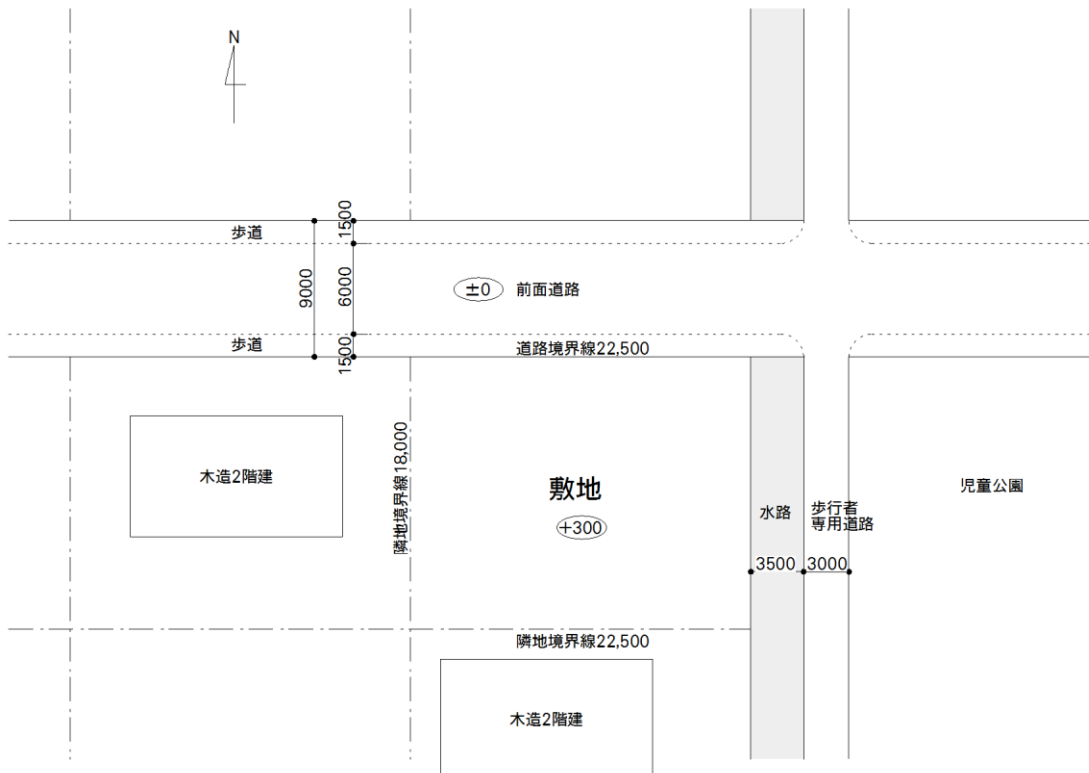 N
歩道
1500
9000
6000
±0
前面道路
歩道
1500
道路境界線22,500
木造2階建
隣地境界線18,000
敷地
+300
水路
歩行者
専用道路
児童公園
3500
3000
隣地境界線22,500
木造2階建